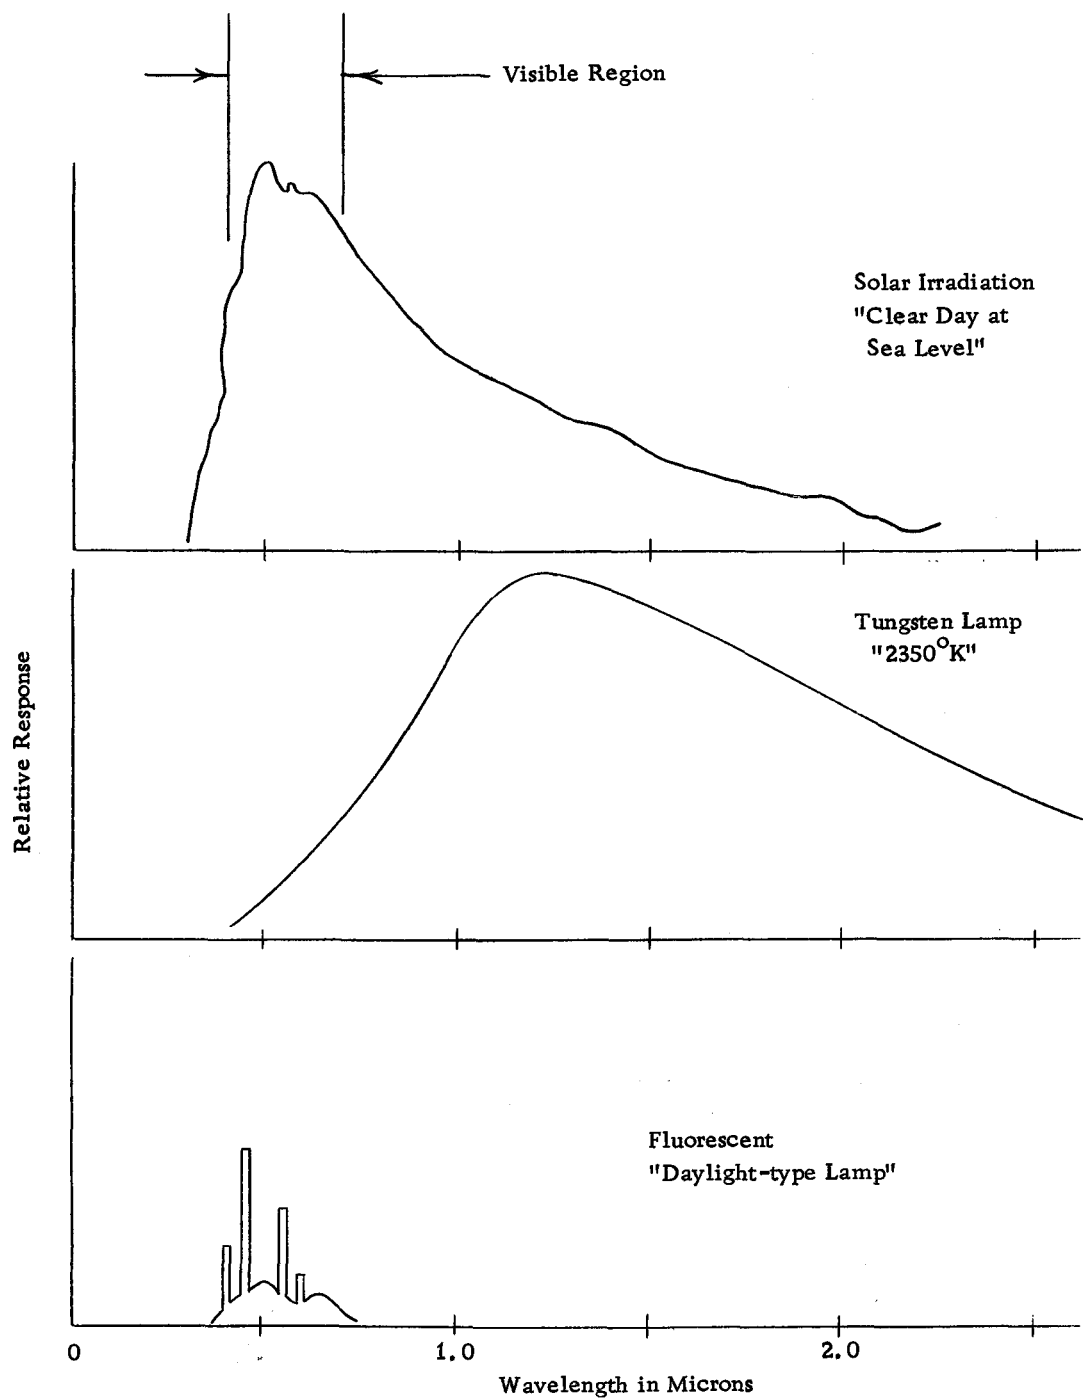 Visible Region
Solar Irradiation
"Clear Day at
Sea Level"
Tungsten Lamp
"2350°K"
Relative Response
Fluorescent
"Daylight-type Lamp"
0
1.0
2.0
Wavelength in Microns